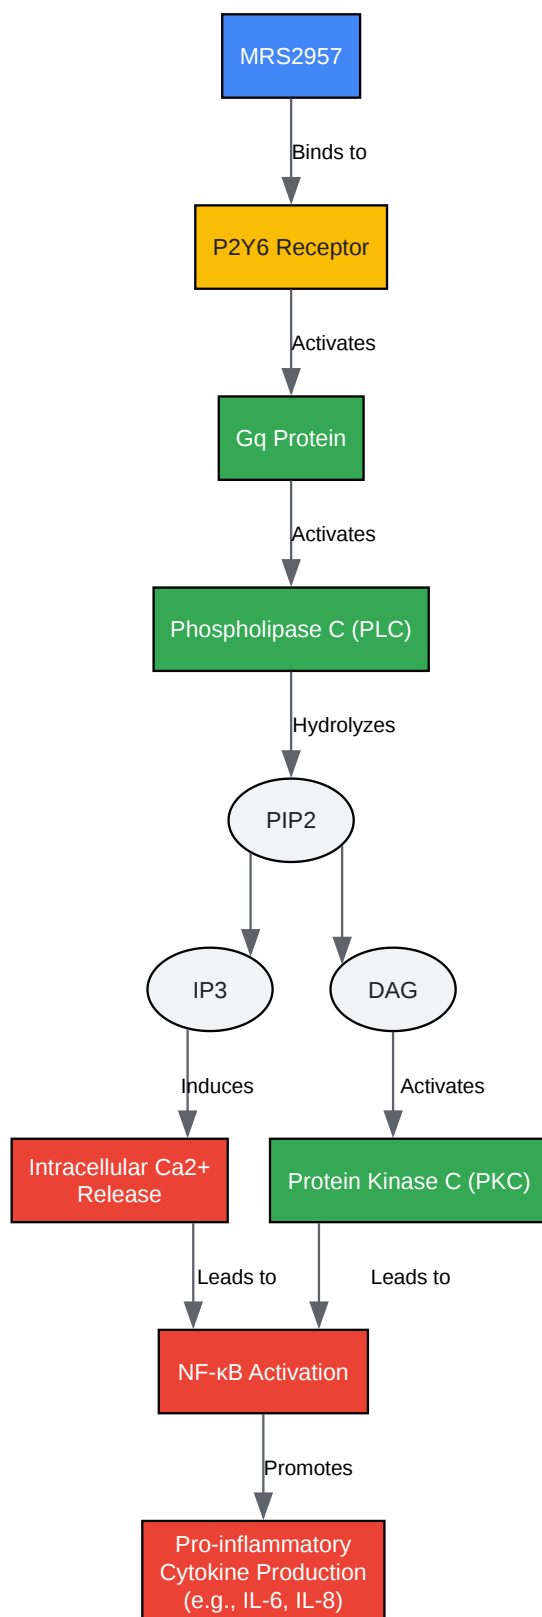 MRS2957
Binds to
P2Y6 Receptor
Activates
Gq Protein
Activates
Phospholipase C (PLC)
Hydrolyzes
PIP2
IP3
DAG
Induces
Activates
Intracellular Ca2+
Release
Protein Kinase C (PKC)
Leads to
Leads to
NF-κB Activation
Promotes
Pro-inflammatory
Cytokine Production
(e.g., IL-6, IL-8)